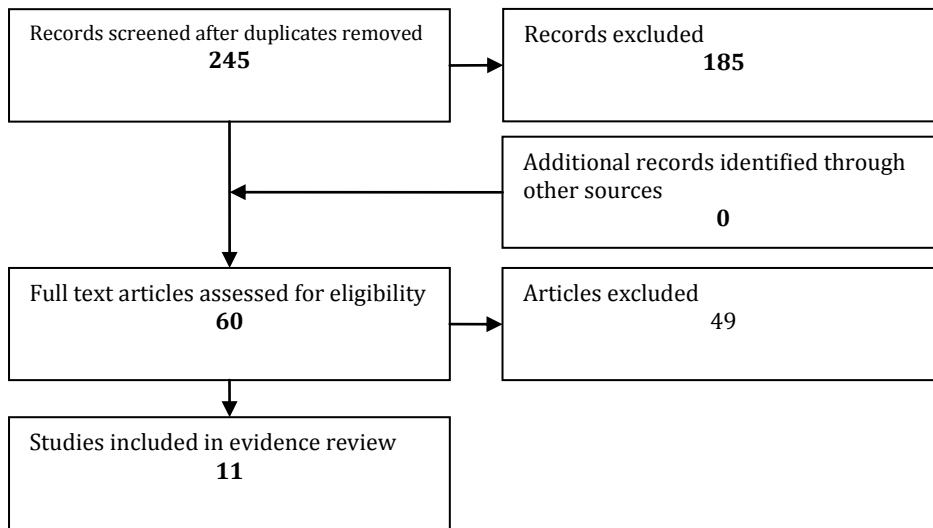 Records screened after duplicates removed
245
Records excluded
185
Additional records identified through
other sources
0
Full text articles assessed for eligibility
60
Articles excluded
49
Studies included in evidence review
11